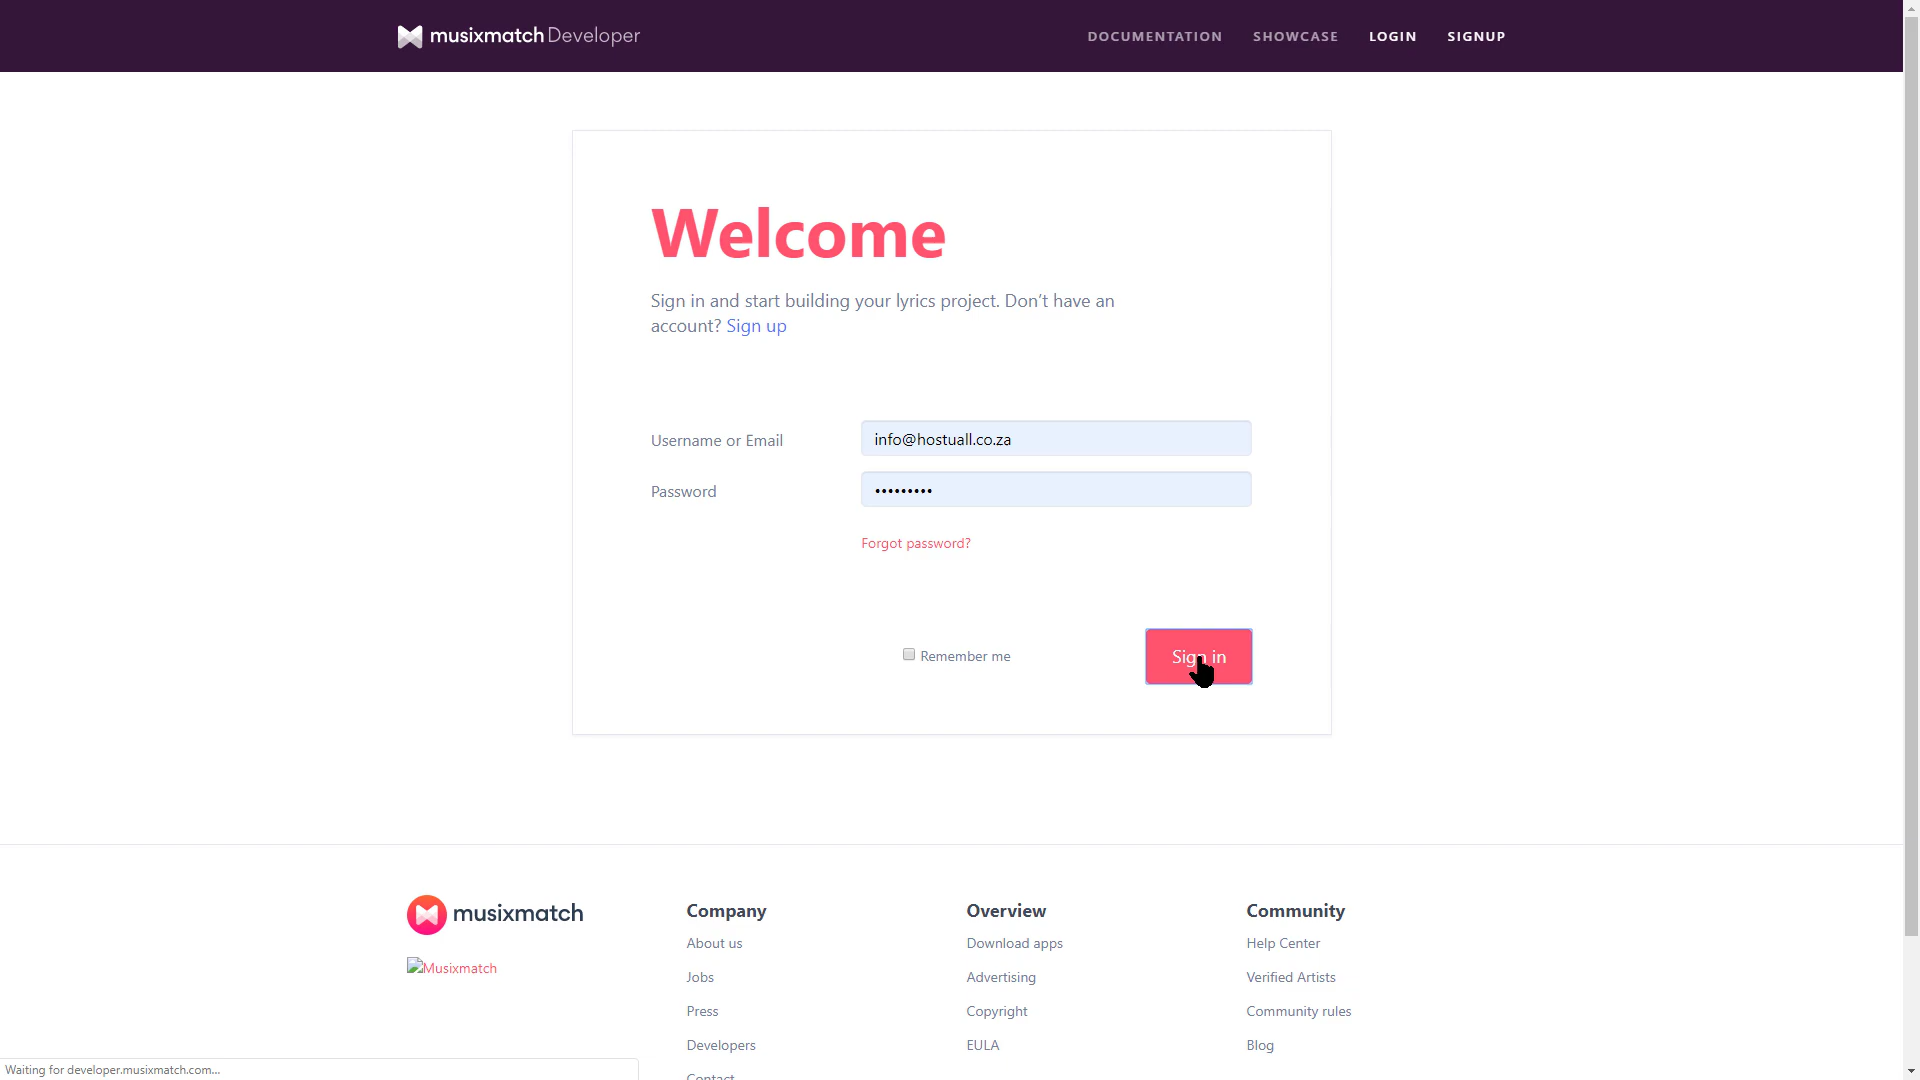 musixmatch Developer
DOCUMENTATION
SHOWCASE
LOGIN
SIGNUP
Welcome
Sign in and start building your lyrics project. Don’t have an
account? Sign up
Username or Email
info@hostuall.co.za
Password
Forgot password?
Remember me
Sign in
musixmatch
Musixmatch
Company
About us
Jobs
Press
Developers
Contact
Overview
Download apps
Advertising
Copyright
EULA
Community
Help Center
Verified Artists
Community rules
Blog
Waiting for developer.musixmatch.com...